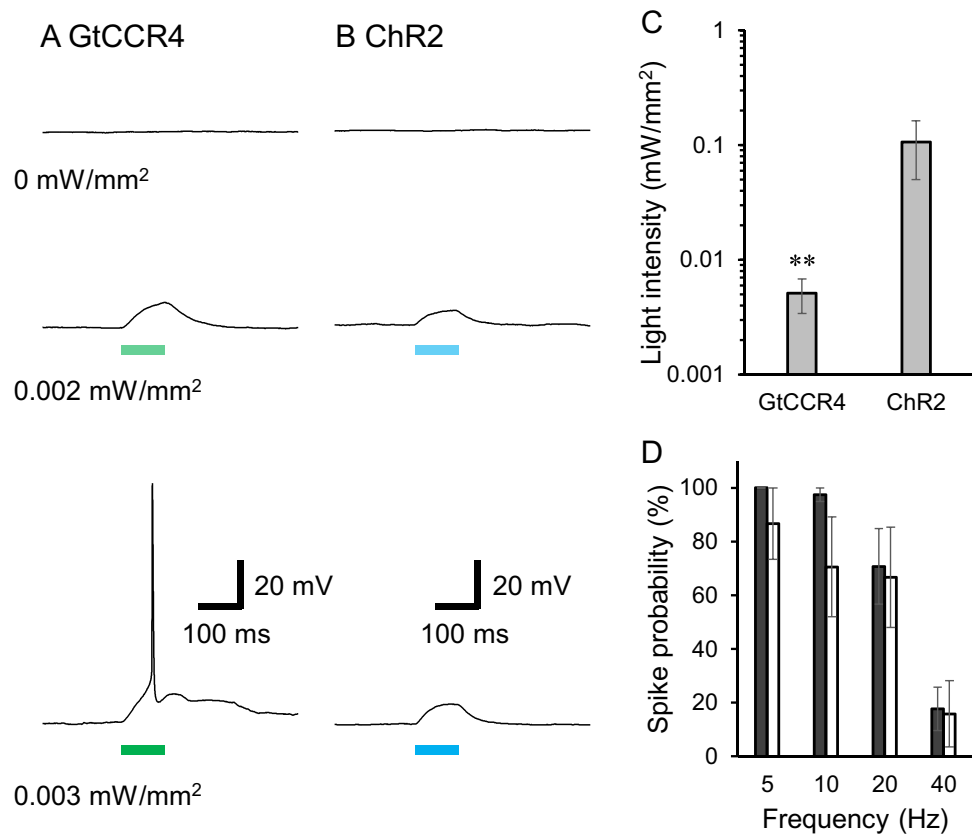 A GtCCR4
B ChR2
0 mW/mm²
0.002 mW/mm²
20 mV
100 ms
20 mV
100 ms
0.003 mW/mm²
C
Light intensity (mW/mm²)
1
0.1
0.01
0.001
**
GtCCR4
ChR2
D
Spike probability (%)
100
80
60
40
20
0
5
10
20
40
Frequency (Hz)